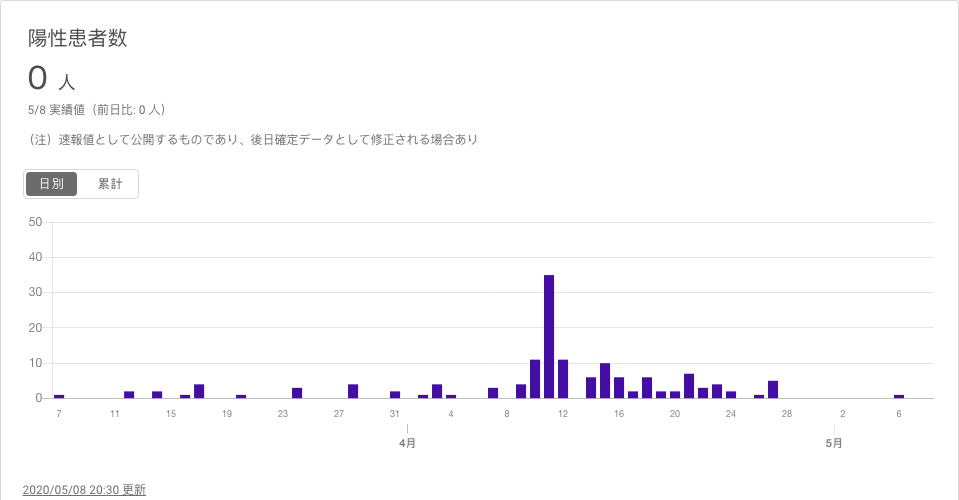 陽性患者数
0 人
5/8 実績値（前日比: 0 人）
（注）速報値として公開するものであり、後日確定データとして修正される場合あり
日別 累計
50
40
30
20
10
0
7 11 15 19 23 27 31 4 8 12 16 20 24 28 2 6
4月 5月
2020/05/08 20:30 更新